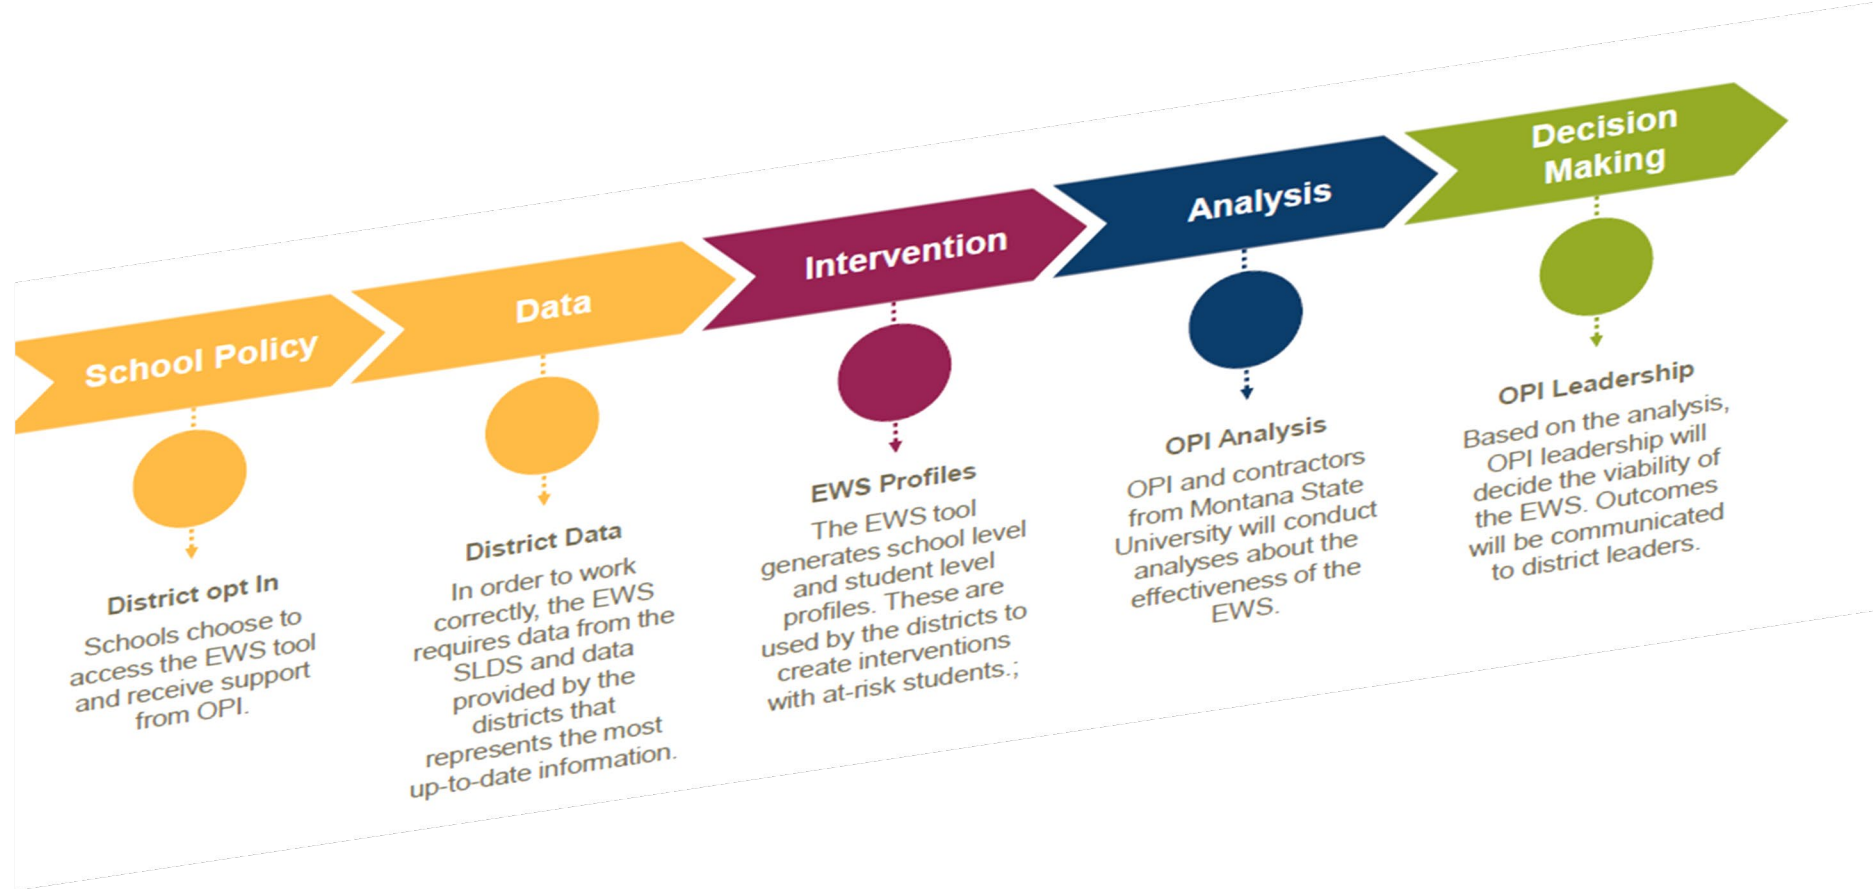 School Policy
Data
Intervention
Analysis
Decision
Making
District opt In
Schools choose to
access the EWS tool
and receive support
from OPI.
District Data
In order to work
correctly, the EWS
requires data from the
SLDS and data
provided by the
districts that
represents the most
up-to-date information.
EWS Profiles
The EWS tool
generates school level
and student level
profiles. These are
used by the districts to
create interventions
with at-risk students.;
OPI Analysis
OPI and contractors
from Montana State
University will conduct
analyses about the
effectiveness of the
EWS.
OPI Leadership
Based on the analysis,
OPI leadership will
decide the viability of
the EWS. Outcomes
will be communicated
to district leaders.